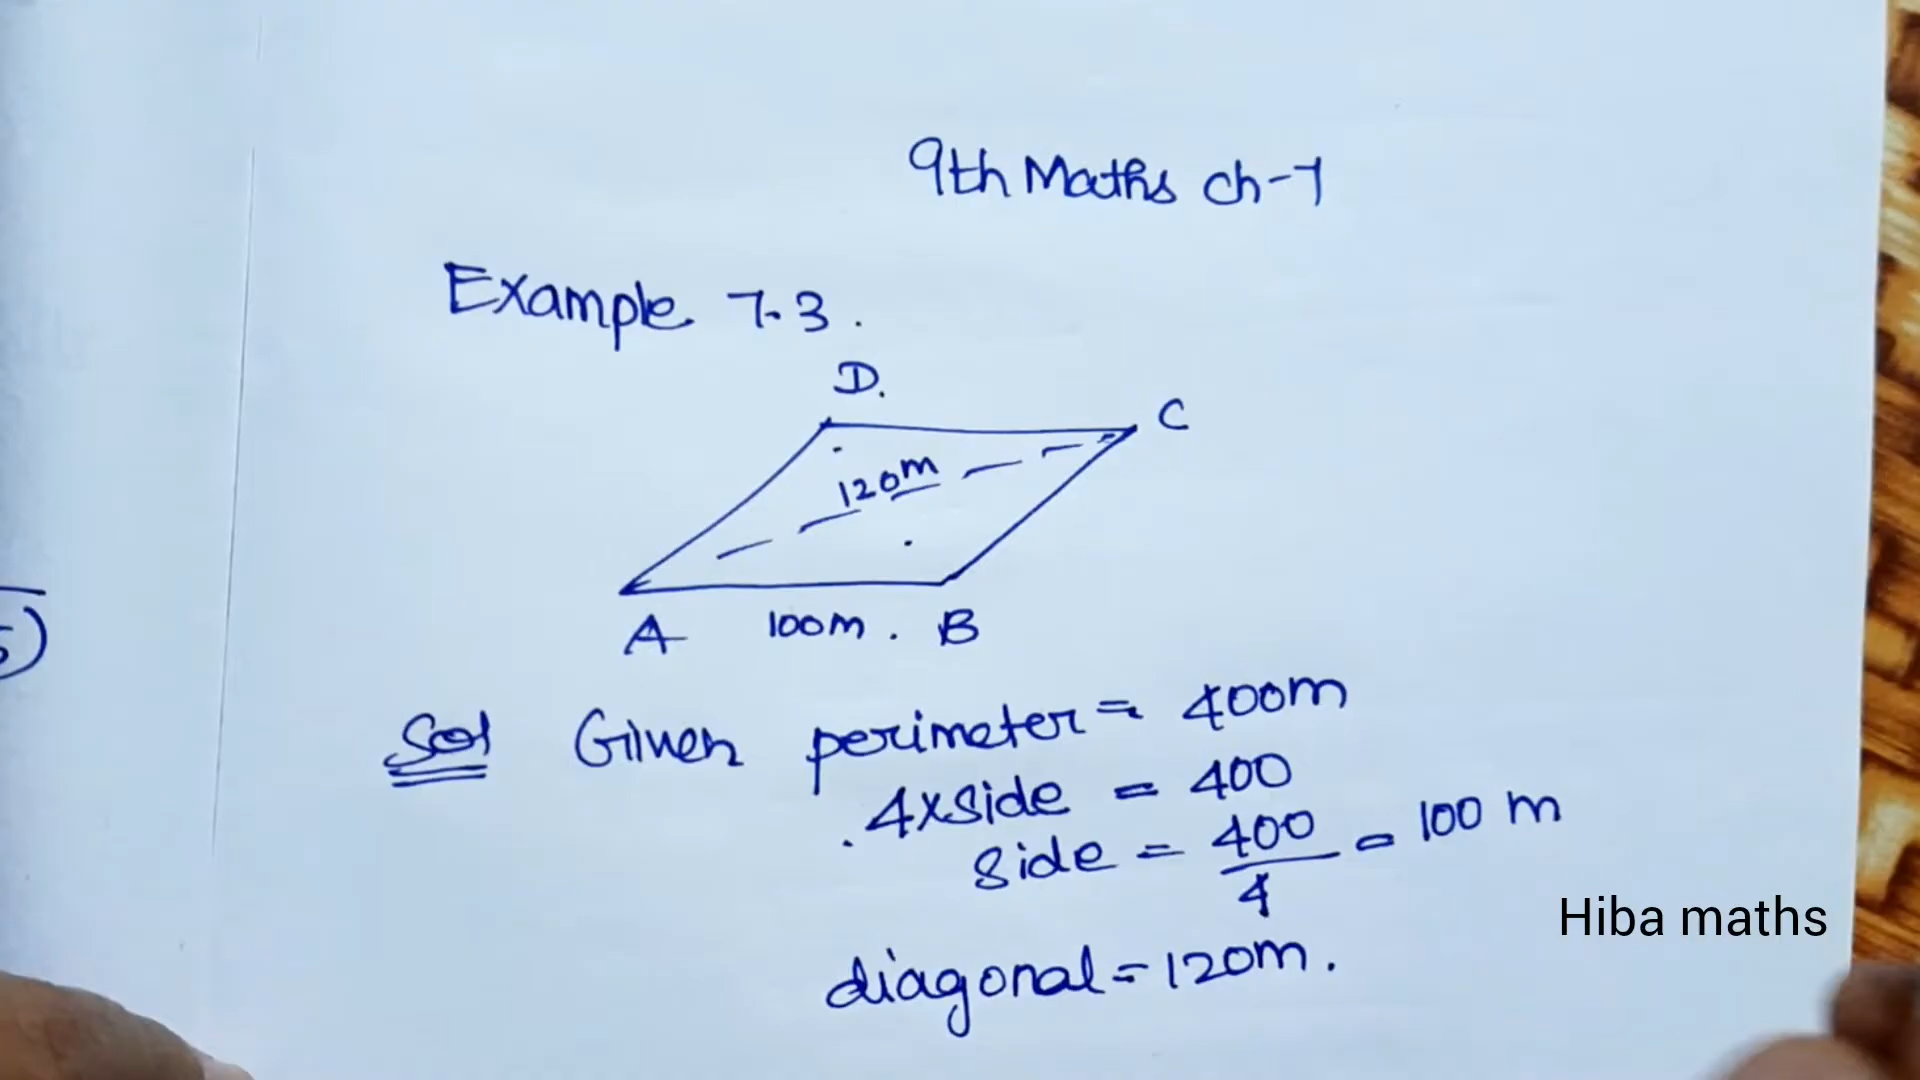 9th Maths ch-7
Example 7.3.
D.
C
120m
A 100m. B
5)
Sol Given perimeter = 400m
4xside = 400
side = 400/4 = 100 m
Hiba maths
diagonal = 120m.